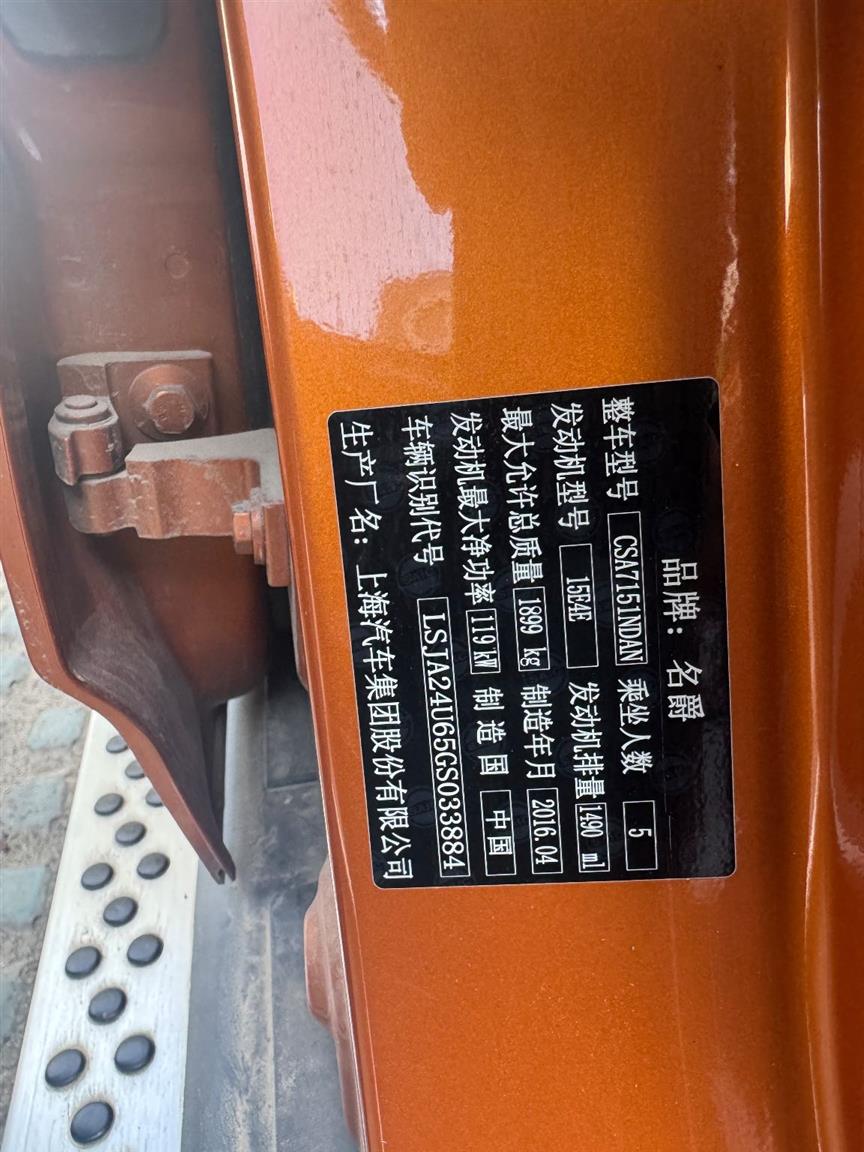 品牌: 名爵
整车型号 CSA7151NDAN 乘坐人数 5
发动机型号 15E4E 发动机排量 1490 ml
最大允许总质量 1899 kg 制造年月 2016.04
发动机最大净功率 119 kW 制造国 中国
车辆识别代号 LSJA24U65GS033884
生产厂名: 上海汽车集团股份有限公司